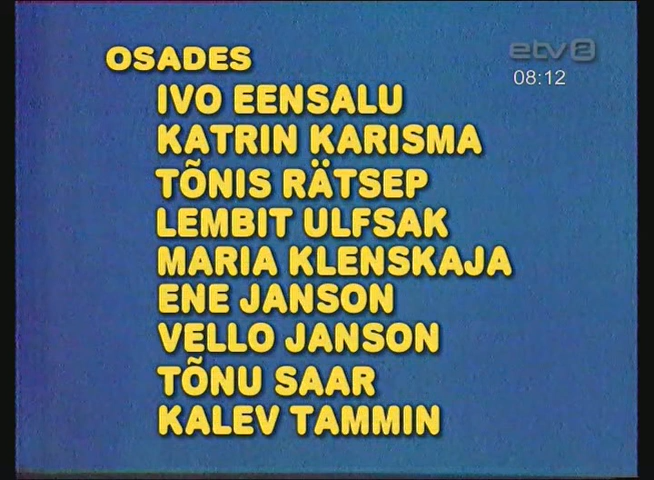 OSADES
etv2
08:12
IVO EENSALU
KATRIN KARISMA
TÕNIS RÄTSEP
LEMBIT ULFSAK
MARIA KLENSKAJA
ENE JANSON
VELLO JANSON
TÕNU SAAR
KALEV TAMMIN